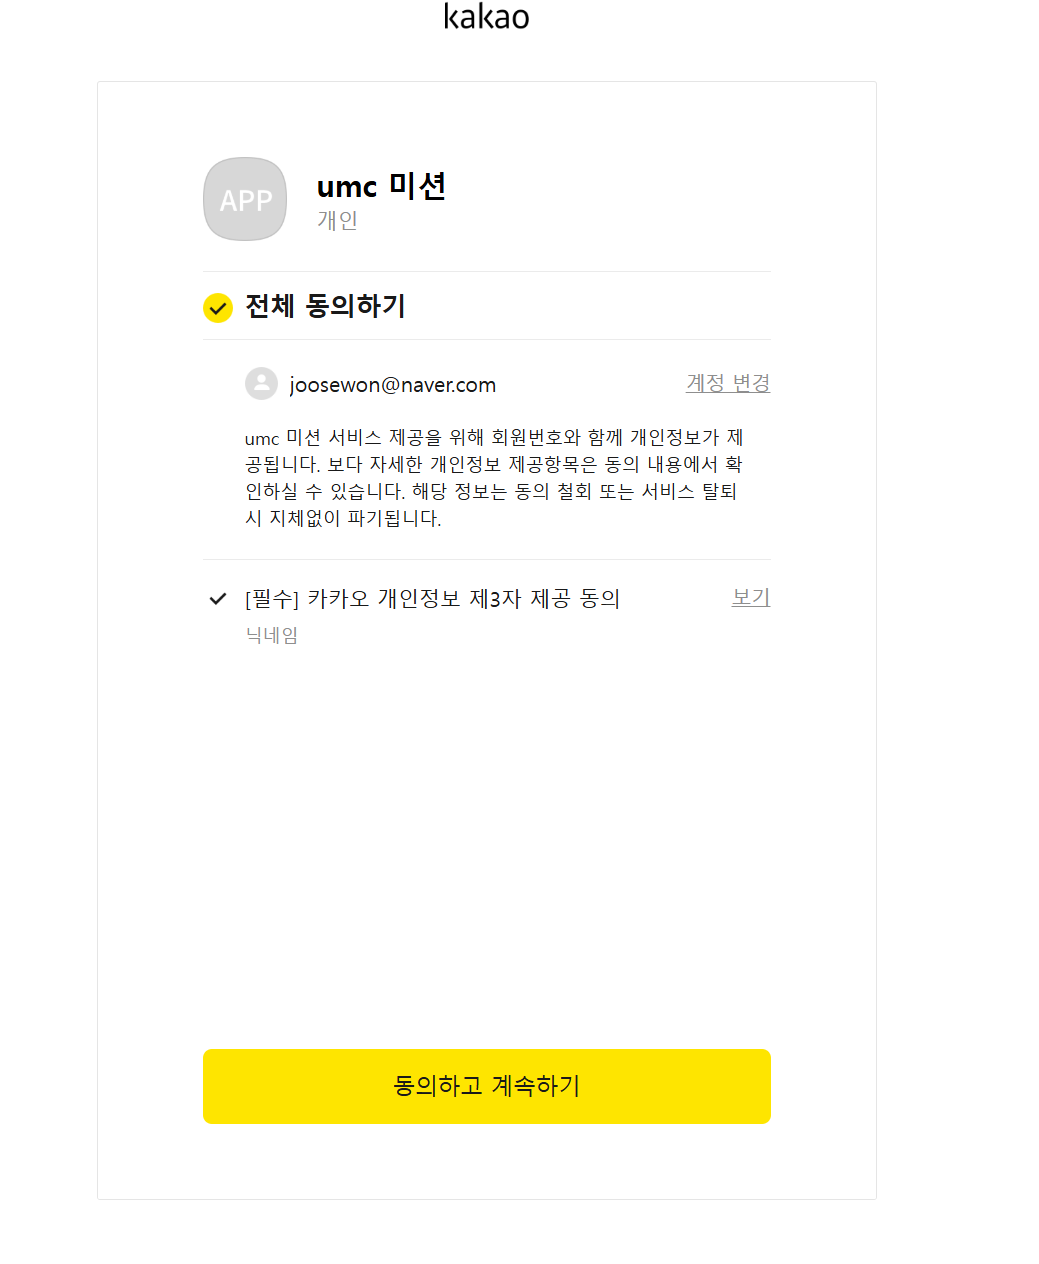 kakao
APP
umc 미션
개인
전체 동의하기
joosewon@naver.com
계정 변경
umc 미션 서비스 제공을 위해 회원번호와 함께 개인정보가 제
공됩니다. 보다 자세한 개인정보 제공항목은 동의 내용에서 확
인하실 수 있습니다. 해당 정보는 동의 철회 또는 서비스 탈퇴
시 지체없이 파기됩니다.
[필수] 카카오 개인정보 제3자 제공 동의
보기
닉네임
동의하고 계속하기